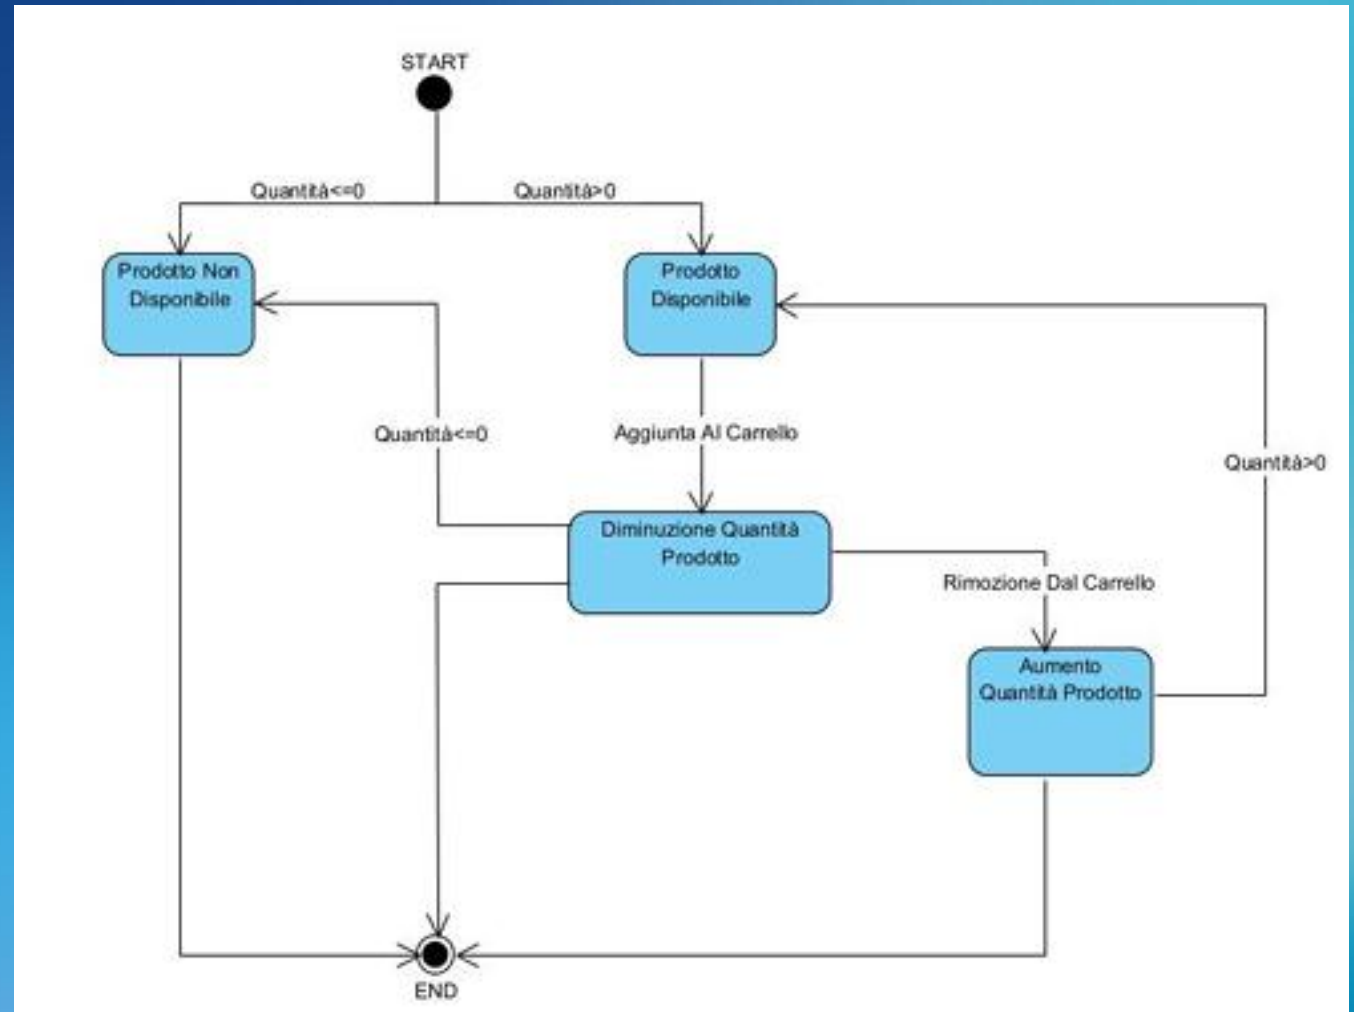 START
Quantità<=0
Quantità>0
Prodotto Non
Disponibile
Prodotto
Disponibile
Quantità<=0
Aggiunta Al Carrello
Quantità>0
Diminuzione Quantità
Prodotto
Rimozione Dal Carrello
Aumento
Quantità Prodotto
END